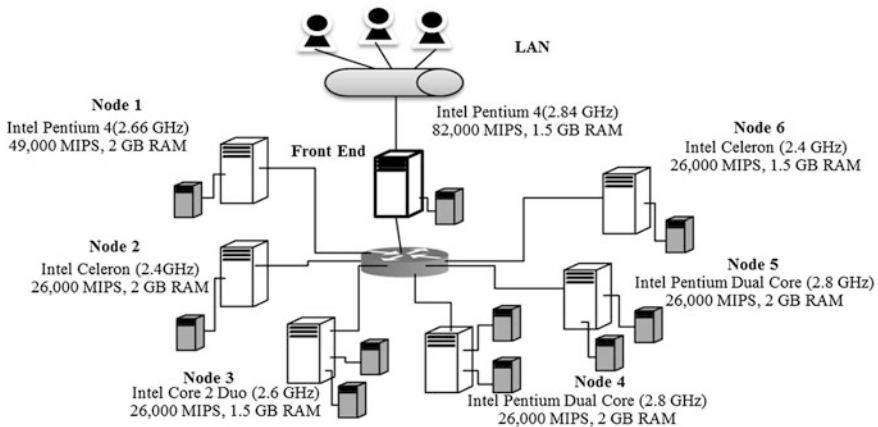 LAN
Node 1
Intel Pentium 4(2.66 GHz)
49,000 MIPS, 2 GB RAM
Front End
Intel Pentium 4(2.84 GHz)
82,000 MIPS, 1.5 GB RAM
Node 6
Intel Celeron (2.4 GHz)
26,000 MIPS, 1.5 GB RAM
Node 2
Intel Celeron (2.4GHz)
26,000 MIPS, 2 GB RAM
Node 5
Intel Pentium Dual Core (2.8 GHz)
26,000 MIPS, 2 GB RAM
Node 3
Intel Core 2 Duo (2.6 GHz)
26,000 MIPS, 1.5 GB RAM
Node 4
Intel Pentium Dual Core (2.8 GHz)
26,000 MIPS, 2 GB RAM